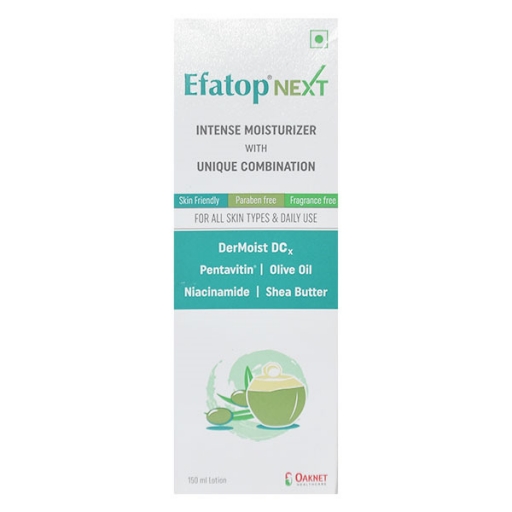 Efatop® NEXT
INTENSE MOISTURIZER
WITH
UNIQUE COMBINATION
Skin Friendly Paraben free Fragrance free
FOR ALL SKIN TYPES & DAILY USE
DerMoist DCx
Pentavitin® | Olive Oil
Niacinamide | Shea Butter
150 ml Lotion
OAKNET
HEALTHCARE